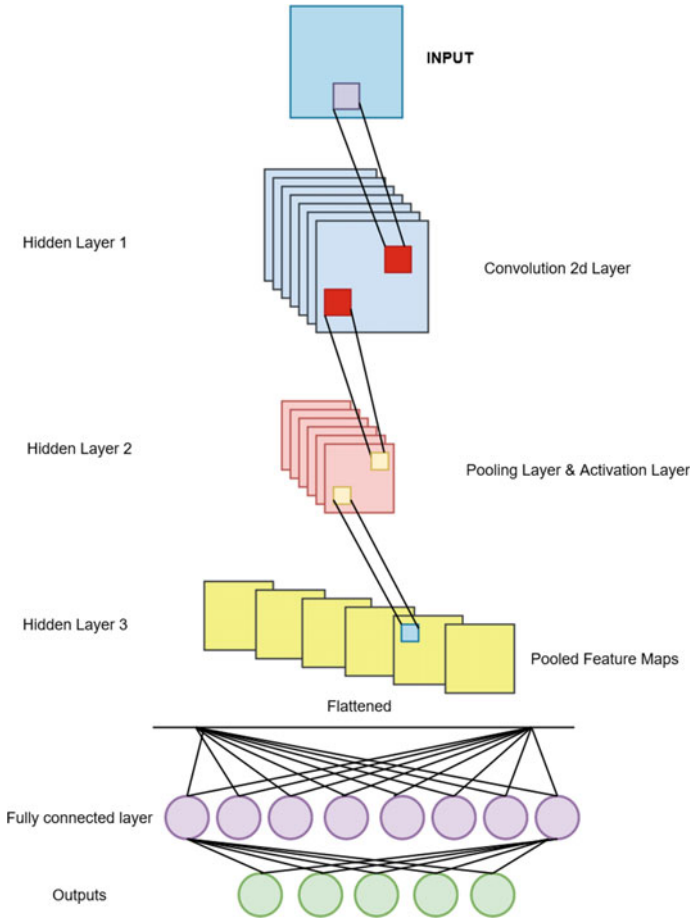 INPUT
Hidden Layer 1
Convolution 2d Layer
Hidden Layer 2
Pooling Layer & Activation Layer
Hidden Layer 3
Pooled Feature Maps
Flattened
Fully connected layer
Outputs